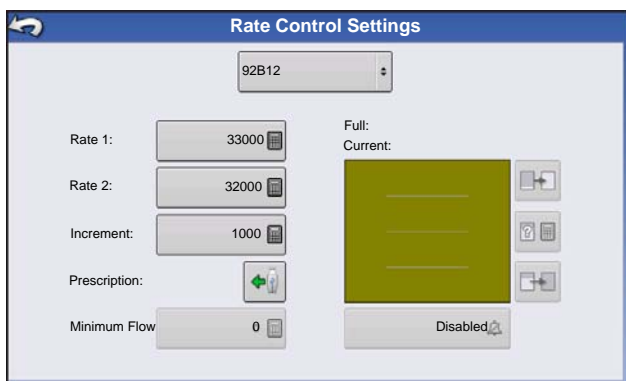 Rate Control Settings
92B12
Rate 1:
33000
Rate 2:
32000
Increment:
1000
Prescription:
Minimum Flow
0
Full:
Current:
?
Disabled